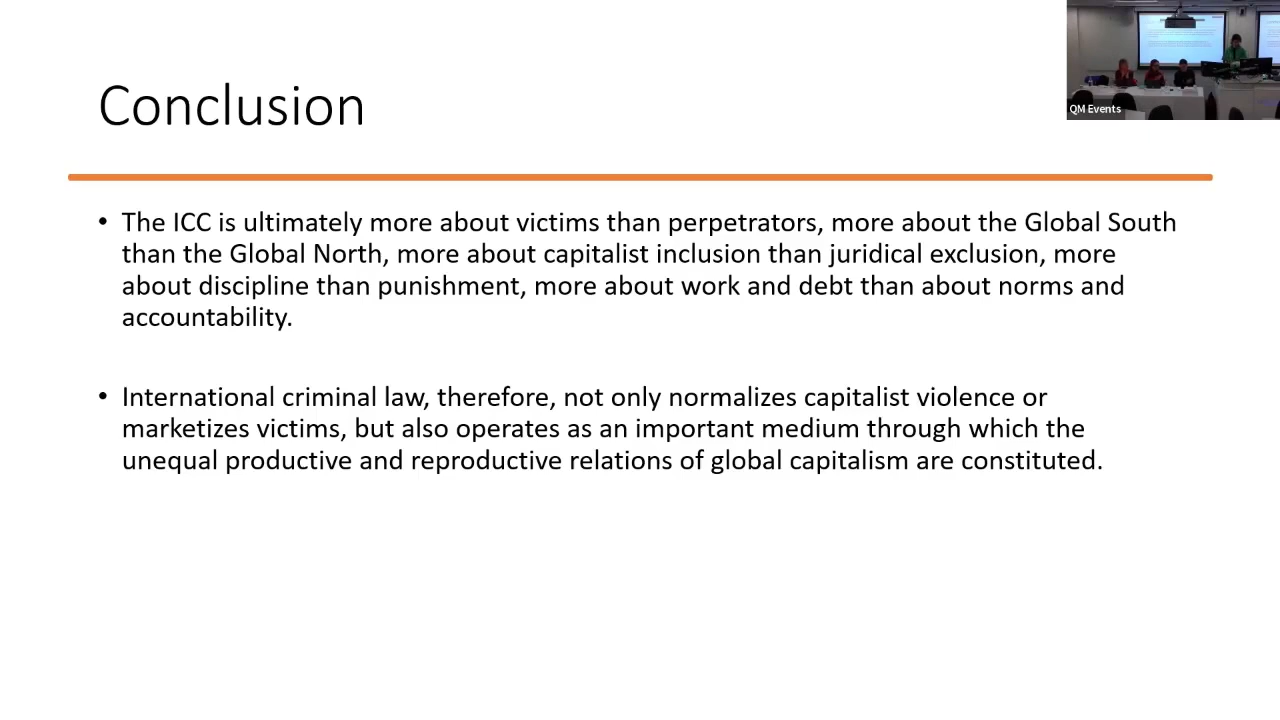 QM Events
Conclusion
• The ICC is ultimately more about victims than perpetrators, more about the Global South
than the Global North, more about capitalist inclusion than juridical exclusion, more
about discipline than punishment, more about work and debt than about norms and
accountability.
• International criminal law, therefore, not only normalizes capitalist violence or
marketizes victims, but also operates as an important medium through which the
unequal productive and reproductive relations of global capitalism are constituted.